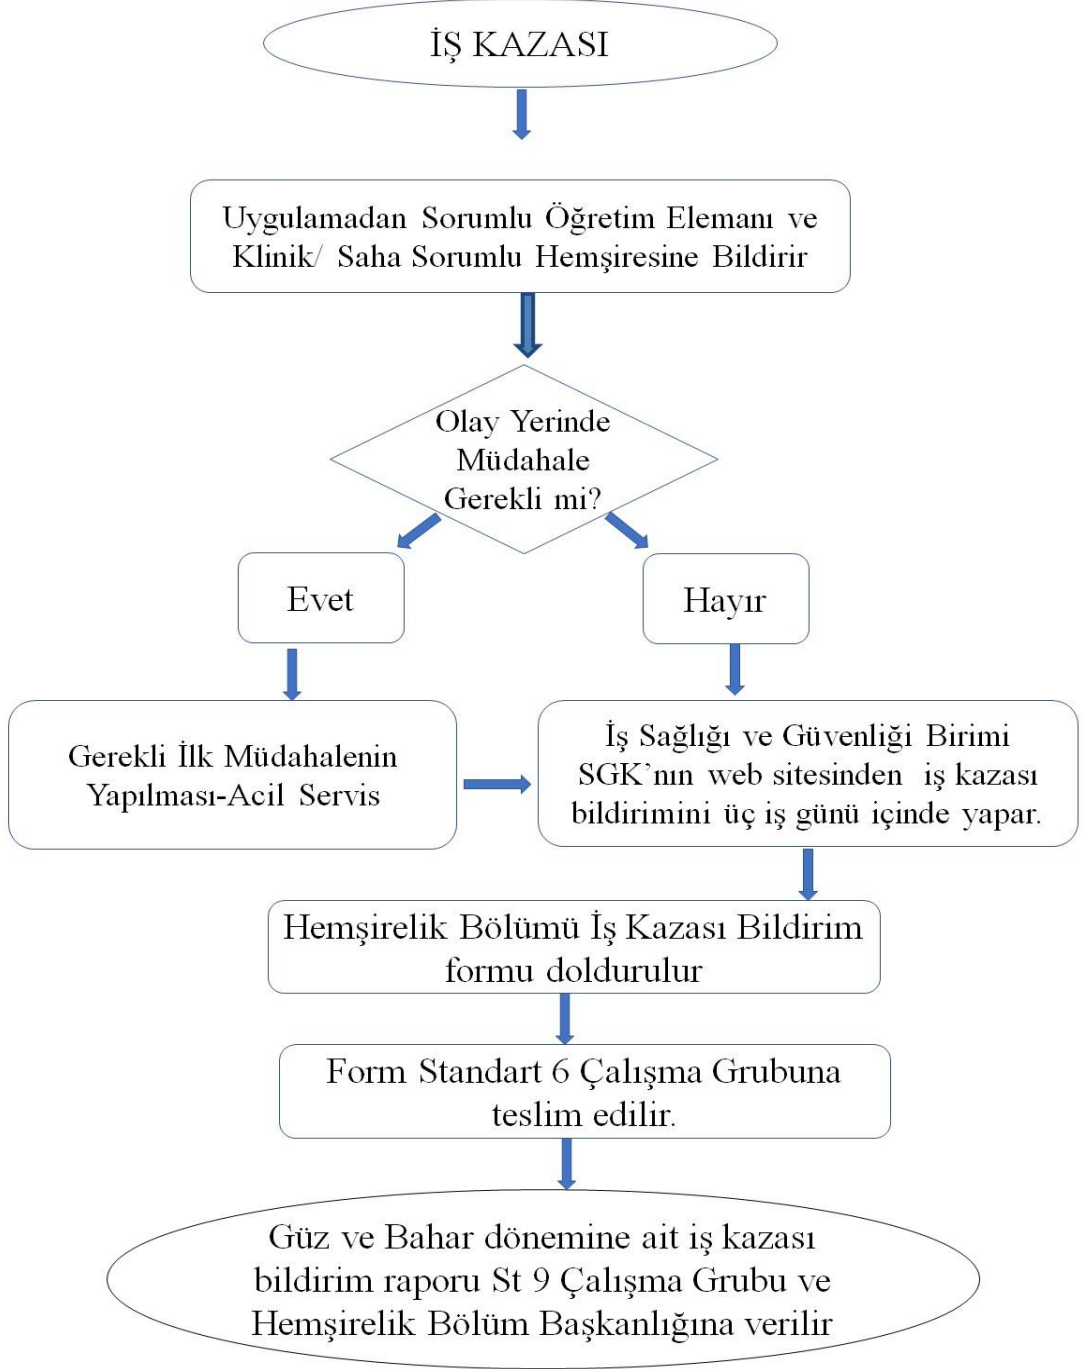 İŞ KAZASI
Uygulamadan Sorumlu Öğretim Elemanı ve
Klinik/ Saha Sorumlu Hemşiresine Bildirir
Olay Yerinde
Müdahale
Gerekli mi?
Evet
Hayır
Gerekli İlk Müdahalenin
Yapılması-Acil Servis
İş Sağlığı ve Güvenliği Birimi
SGK’nın web sitesinden iş kazası
bildirimini üç iş günü içinde yapar.
Hemşirelik Bölümü İş Kazası Bildirim
formu doldurulur
Form Standart 6 Çalışma Grubuna
teslim edilir.
Güz ve Bahar dönemine ait iş kazası
bildirim raporu St 9 Çalışma Grubu ve
Hemşirelik Bölüm Başkanlığına verilir